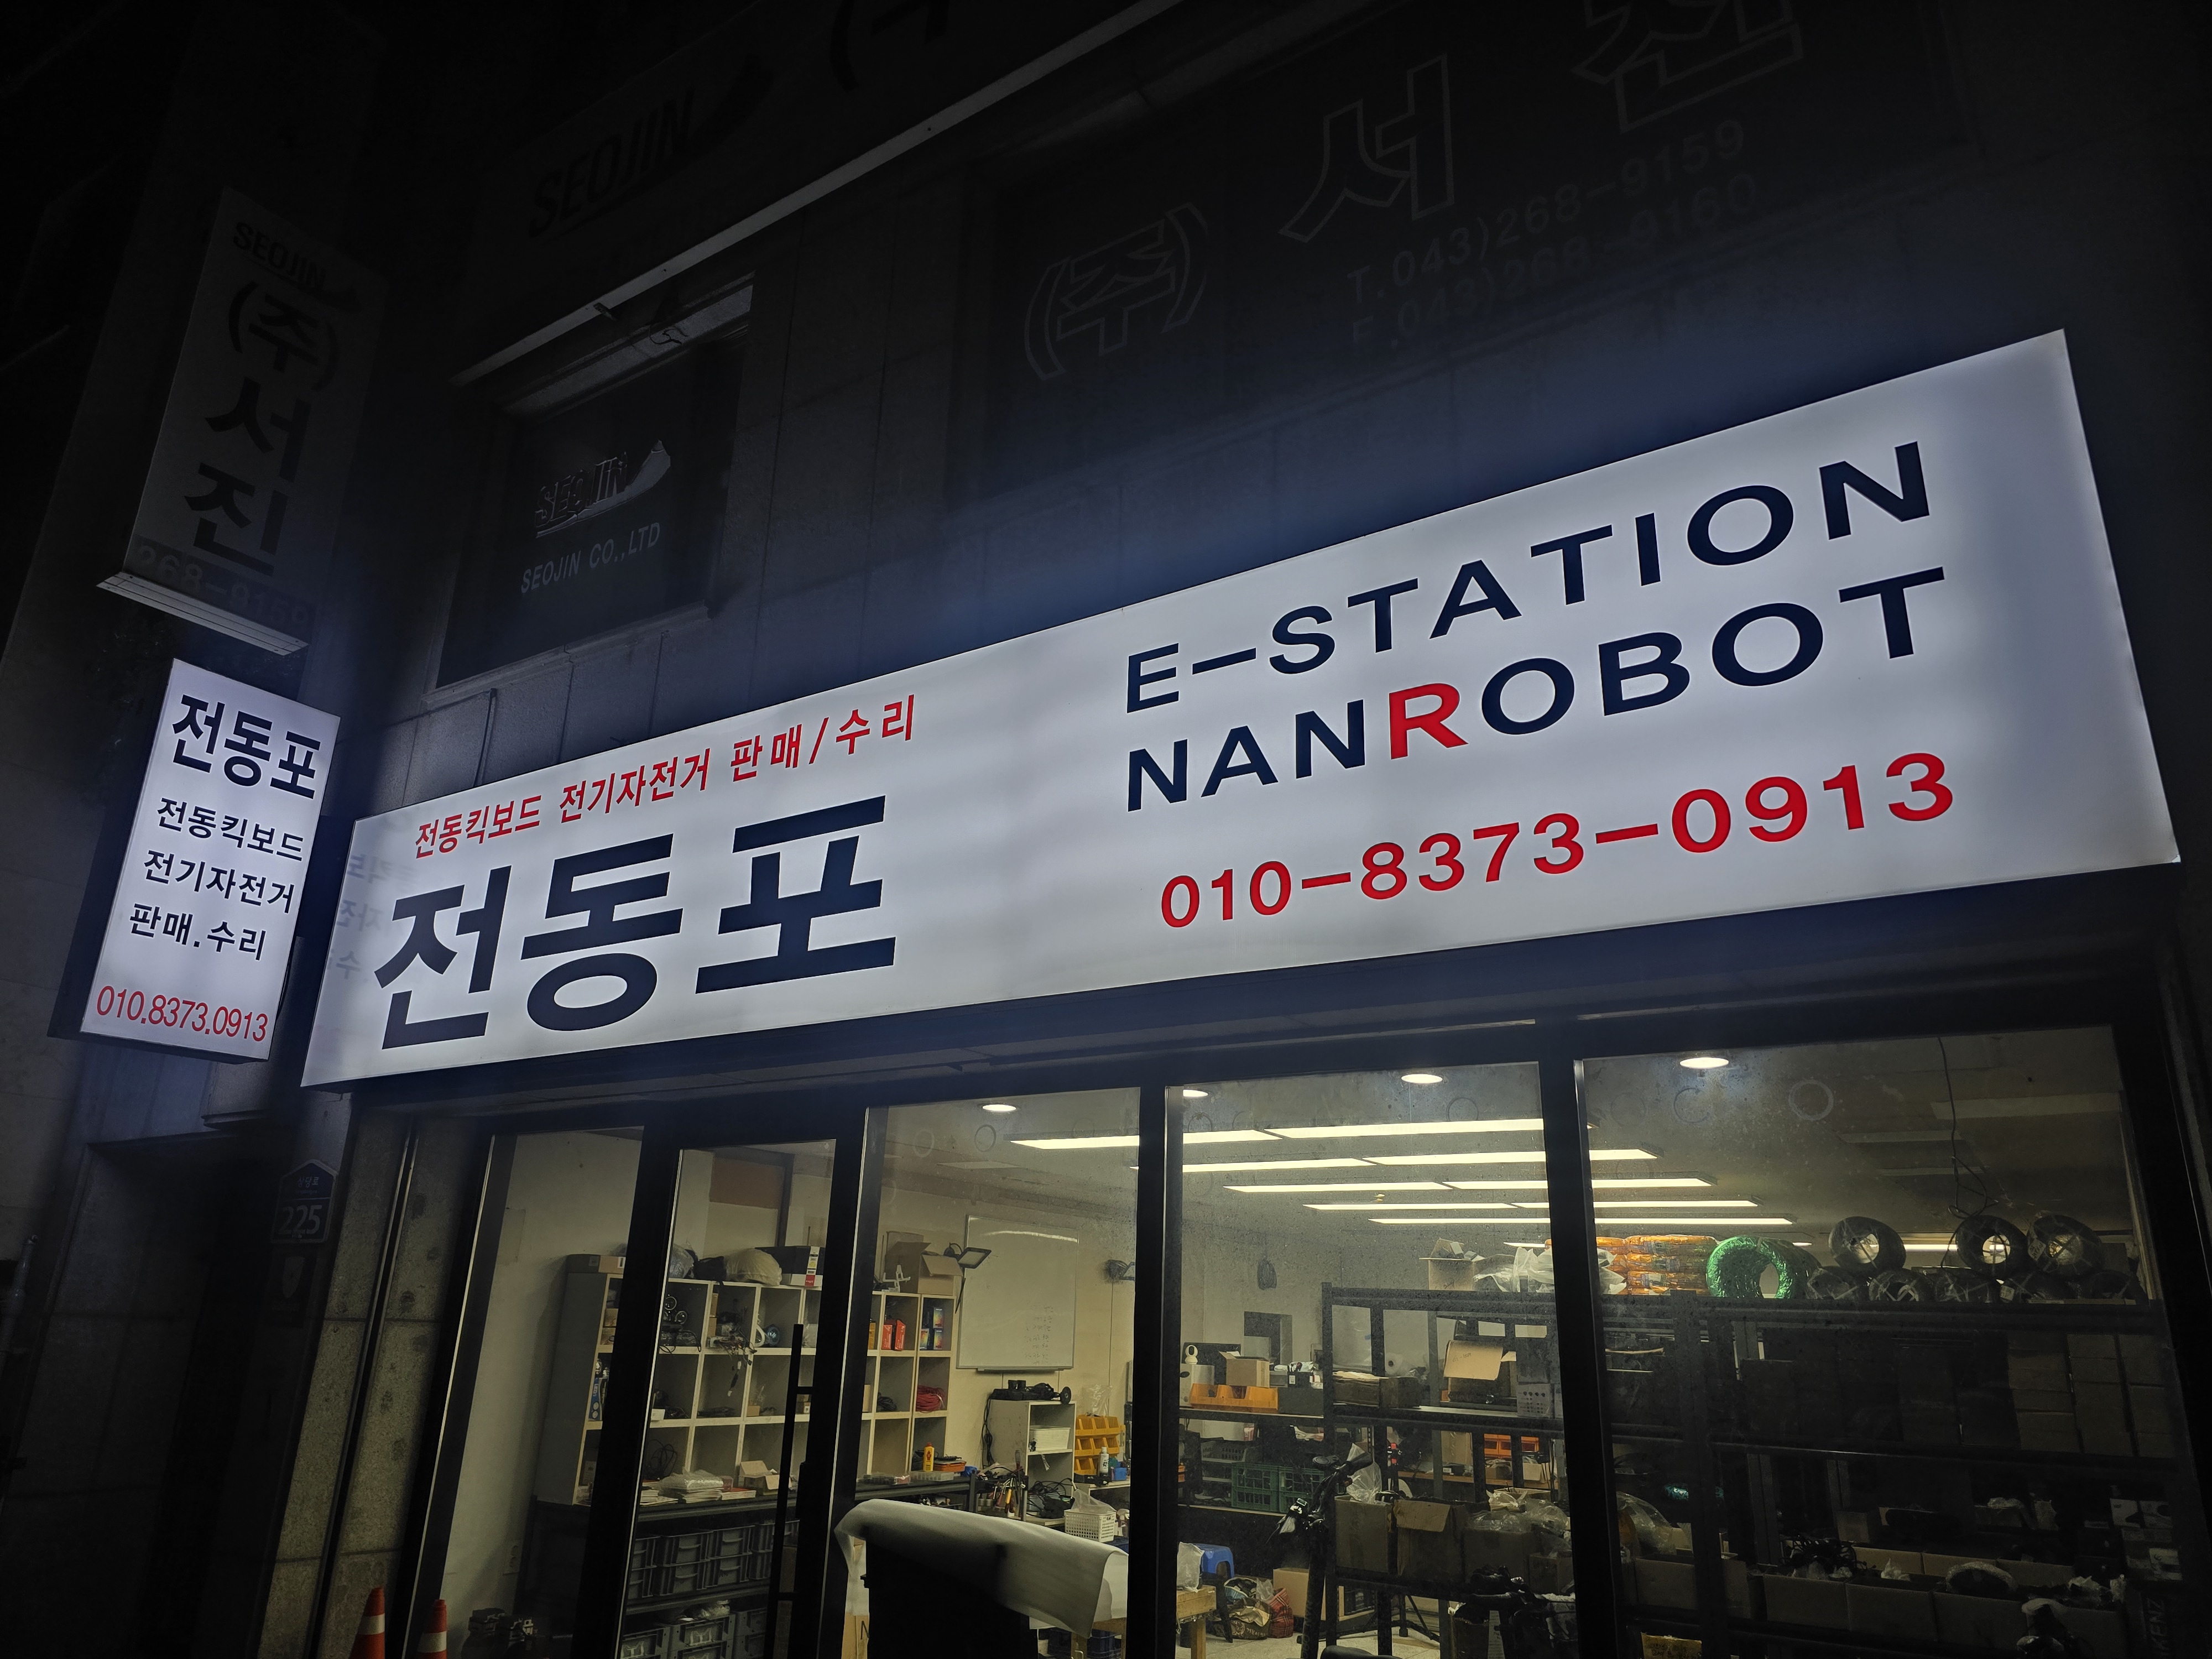 SEOJIN
(주)서진
268-9159
SEOJIN
SEOJIN
SEOJIN CO.,LTD
(주) 서 진
T.043)268-9159
F.043)268-9160
전동포
전동킥보드
전기자전거
판매.수리
010.8373.0913
전동킥보드 전기자전거 판매/수리
전동포
E-STATION
NANROBOT
010-8373-0913
225